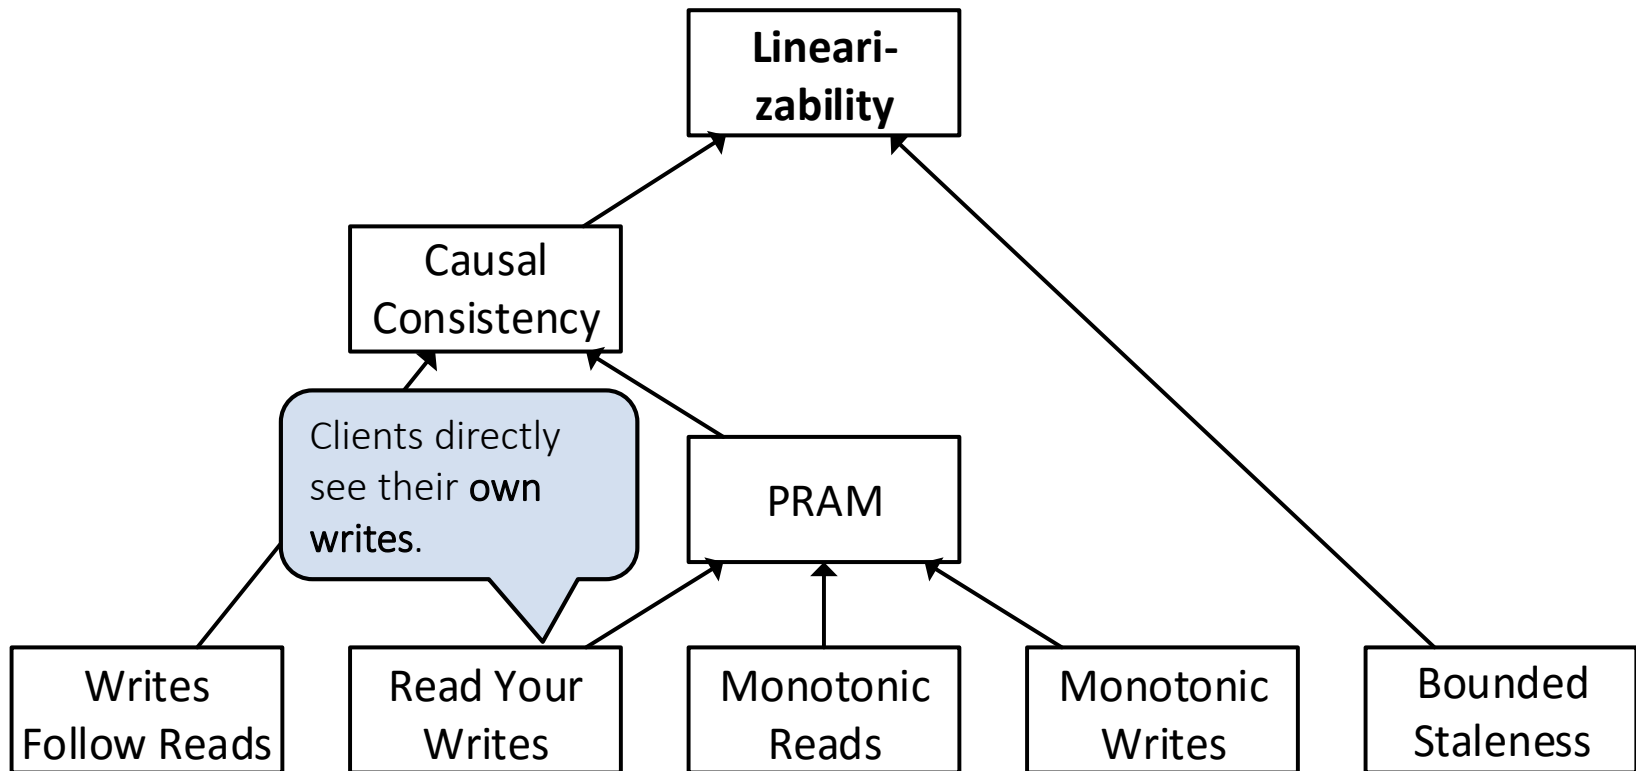 Lineari-
zability
Causal
Consistency
Clients directly
see their own
writes.
PRAM
Writes
Follow Reads
Read Your
Writes
Monotonic
Reads
Monotonic
Writes
Bounded
Staleness